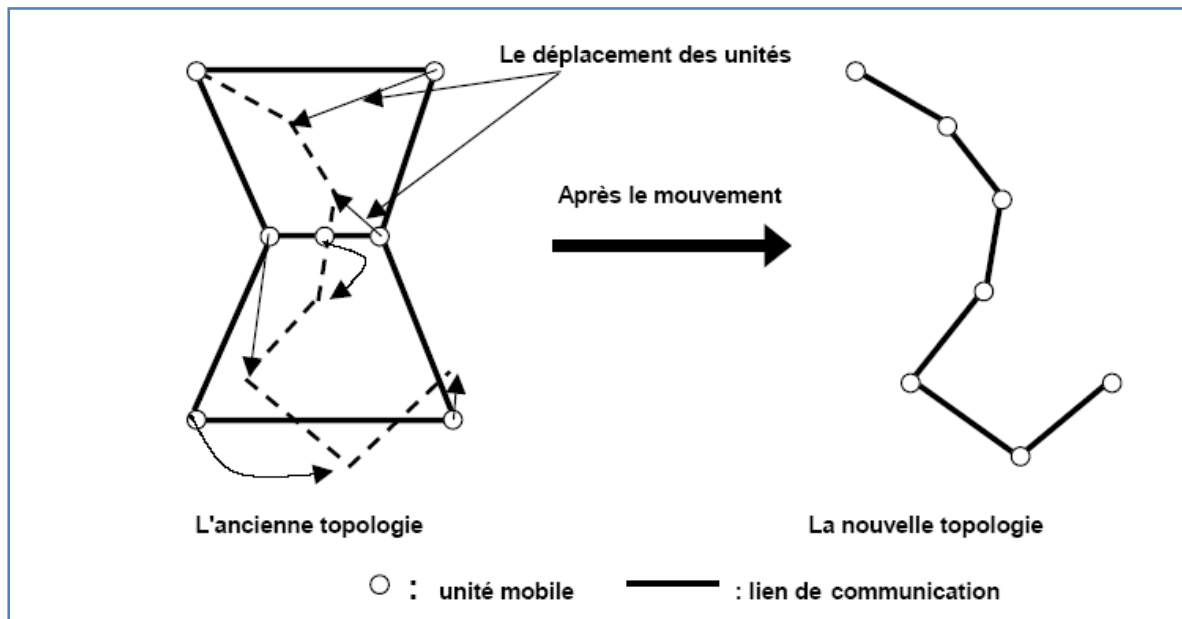 Le déplacement des unités
Après le mouvement
L'ancienne topologie
La nouvelle topologie
: unité mobile
: lien de communication